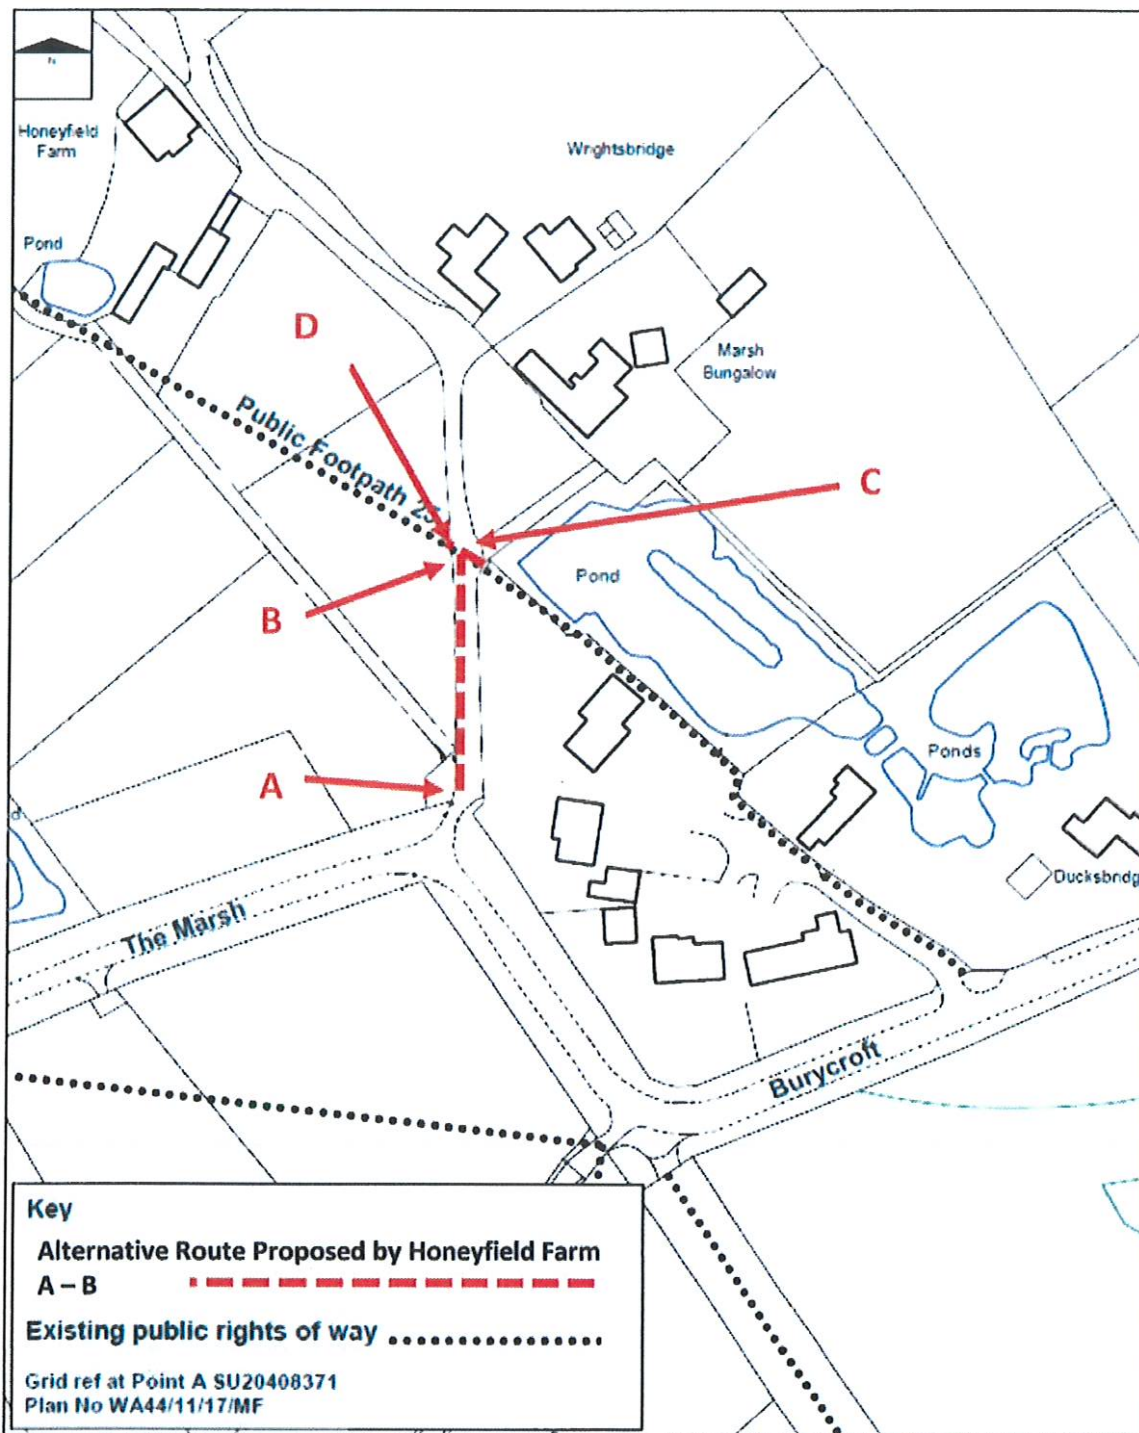 N
Honeyfield
Farm
Wrightsbridge
Pond
D
Marsh
Bungalow
Public Footpath 25
C
Pond
B
Ponds
A
Ducksbridg
The Marsh
Burycroft
Key
Alternative Route Proposed by Honeyfield Farm
A – B
Existing public rights of way
Grid ref at Point A SU20408371
Plan No WA44/11/17/MF